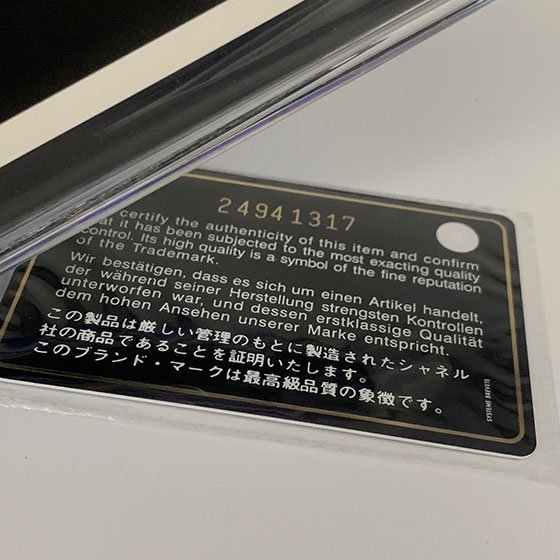 24941317
certify the authenticity of this item and confirm
that it has been subjected to the most exacting quality
control. Its high quality is a symbol of the fine reputation
of the Trademark.
Wir bestätigen, dass es sich um einen Artikel handelt,
der während seiner Herstellung strengsten Kontrollen
unterworfen war, und dessen erstklassige Qualität
dem hohen Ansehen unserer Marke entspricht.
この製品は厳しい管理のもとに製造されたシャネル
社の商品であることを証明いたします。
このブランド・マークは最高級品質の象徴です。
SYSTEME BREVETE